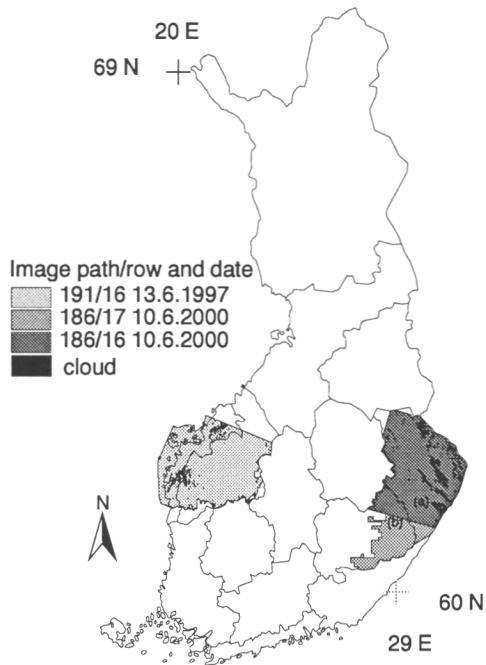 20 E
69 N
Image path/row and date
191/16 13.6.1997
186/17 10.6.2000
186/16 10.6.2000
cloud
(a)
N
(b)
60 N
29 E